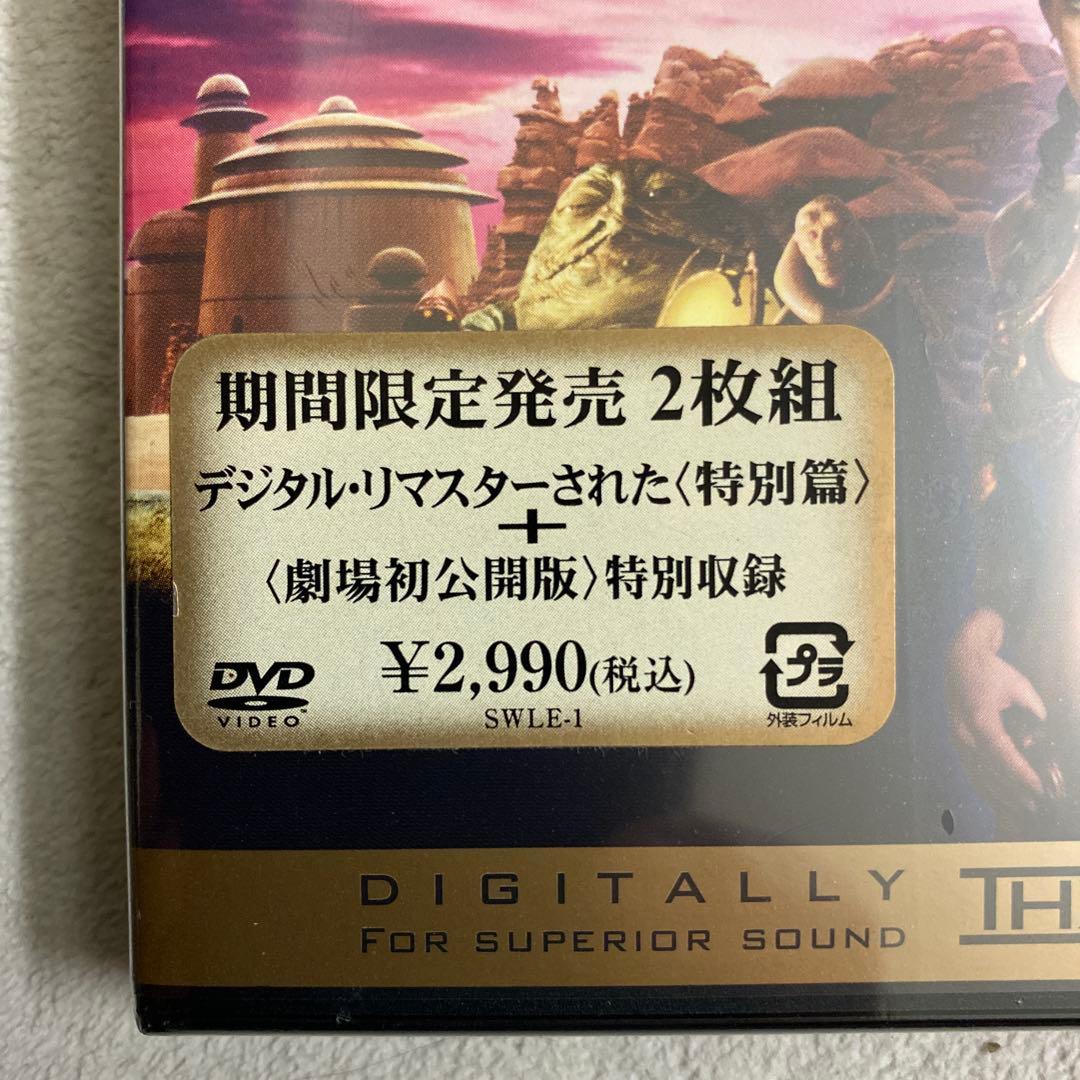 期間限定発売 2枚組
デジタル・リマスターされた〈特別篇〉
+
〈劇場初公開版〉特別収録
¥2,990(税込)
SWLE-1
DVD
VIDEO™
プラ
外装フィルム
DIGITALLY
FOR SUPERIOR SOUND
TH